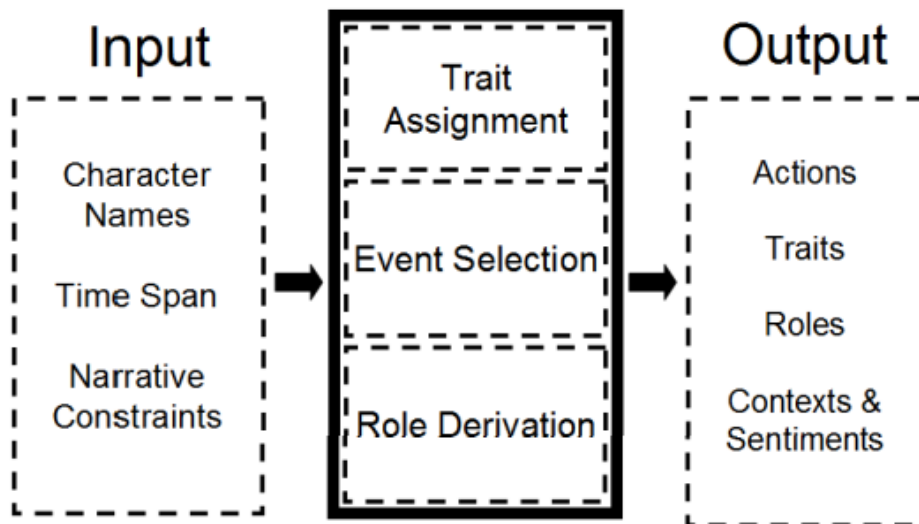 Input
Character
Names
Time Span
Narrative
Constraints
Trait
Assignment
Event Selection
Role Derivation
Output
Actions
Traits
Roles
Contexts &
Sentiments